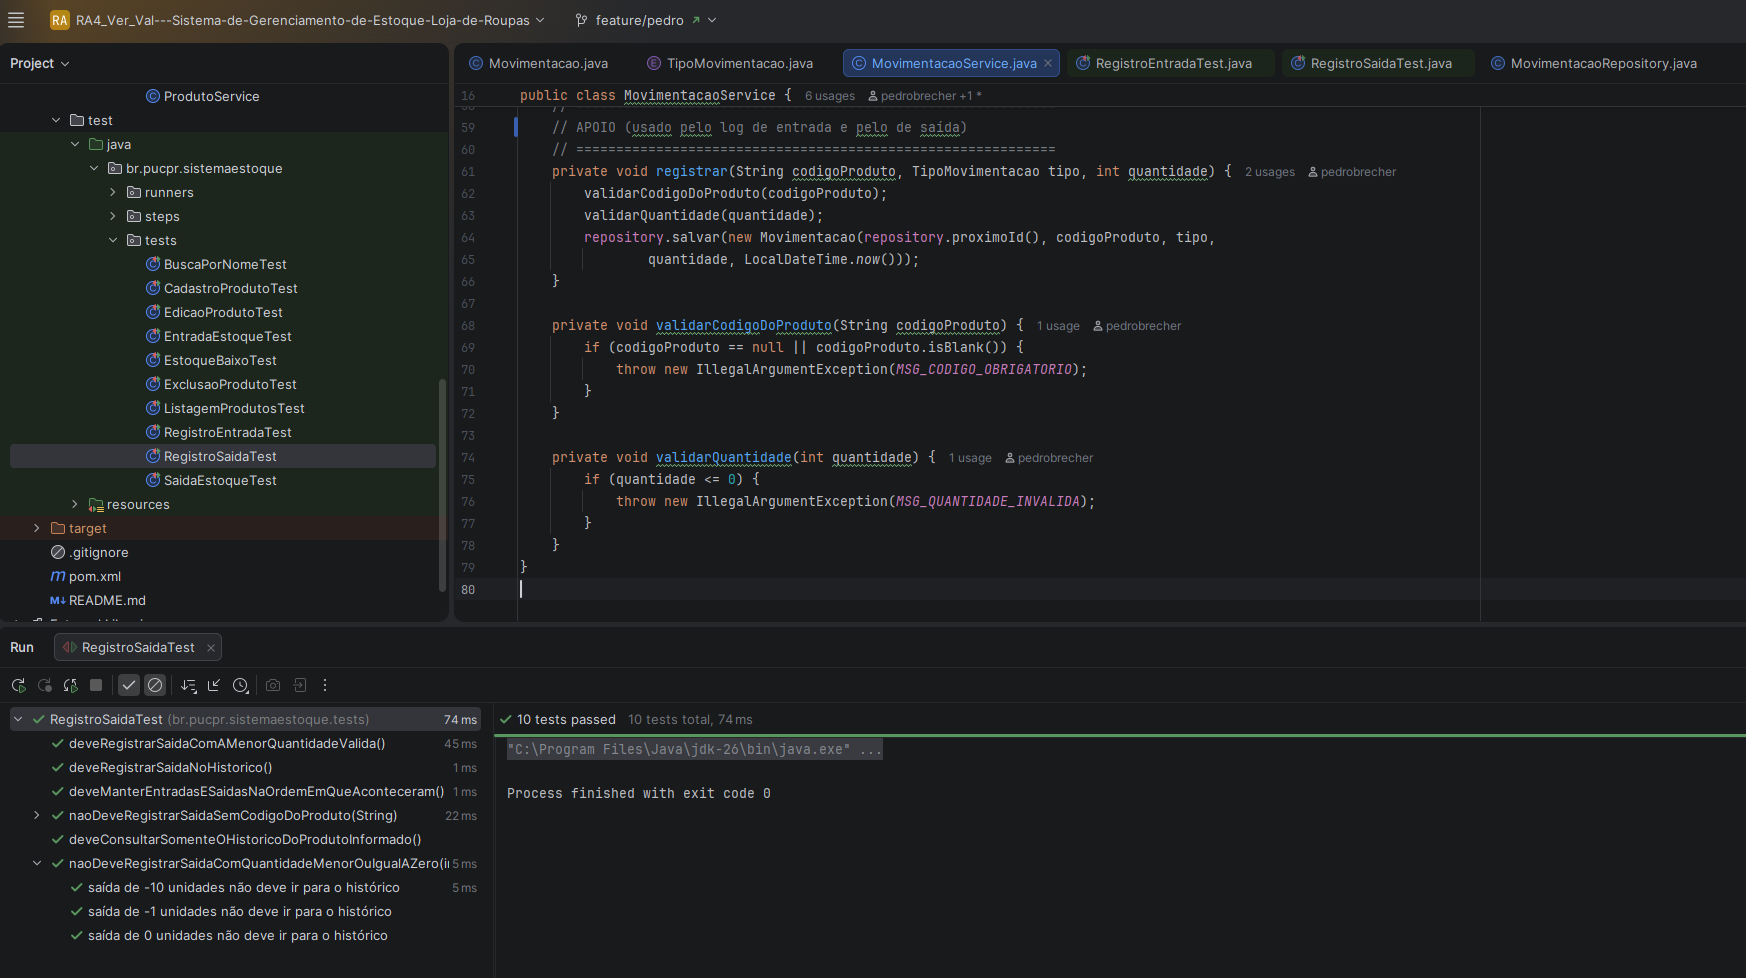 RA RA4_Ver_Val---Sistema-de-Gerenciamento-de-Estoque-Loja-de-Roupas feature/pedro
Project
ProdutoService
test
java
br.pucpr.sistemaestoque
runners
steps
tests
BuscaPorNomeTest
CadastroProdutoTest
EdicaoProdutoTest
EntradaEstoqueTest
EstoqueBaixoTest
ExclusaoProdutoTest
ListagemProdutosTest
RegistroEntradaTest
RegistroSaidaTest
SaidaEstoqueTest
resources
target
.gitignore
pom.xml
README.md
Movimentacao.java TipoMovimentacao.java MovimentacaoService.java RegistroEntradaTest.java RegistroSaidaTest.java MovimentacaoRepository.java
16 public class MovimentacaoService { 6 usages pedrobrecher +1 *
59 // APOIO (usado pelo log de entrada e pelo de saída)
60 // ============================================================
61 private void registrar(String codigoProduto, TipoMovimentacao tipo, int quantidade) { 2 usages pedrobrecher
62 validarCodigoDoProduto(codigoProduto);
63 validarQuantidade(quantidade);
64 repository.salvar(new Movimentacao(repository.proximoId(), codigoProduto, tipo,
65 quantidade, LocalDateTime.now()));
66 }
67
68 private void validarCodigoDoProduto(String codigoProduto) { 1 usage pedrobrecher
69 if (codigoProduto == null || codigoProduto.isBlank()) {
70 throw new IllegalArgumentException(MSG_CODIGO_OBRIGATORIO);
71 }
72 }
73
74 private void validarQuantidade(int quantidade) { 1 usage pedrobrecher
75 if (quantidade <= 0) {
76 throw new IllegalArgumentException(MSG_QUANTIDADE_INVALIDA);
77 }
78 }
79 }
80
Run RegistroSaidaTest
RegistroSaidaTest (br.pucpr.sistemaestoque.tests) 74 ms
deveRegistrarSaidaComAMenorQuantidadeValida() 45 ms
deveRegistrarSaidaNoHistorico() 1 ms
deveManterEntradasESaidasNaOrdemEmQueAconteceram() 1 ms
naoDeveRegistrarSaidaSemCodigoDoProduto(String) 22 ms
deveConsultarSomenteOHistoricoDoProdutoInformado()
naoDeveRegistrarSaidaComQuantidadeMenorOuIgualAZero(i 5 ms
saída de -10 unidades não deve ir para o histórico 5 ms
saída de -1 unidades não deve ir para o histórico
saída de 0 unidades não deve ir para o histórico
10 tests passed 10 tests total, 74 ms
"C:\Program Files\Java\jdk-26\bin\java.exe" ...
Process finished with exit code 0